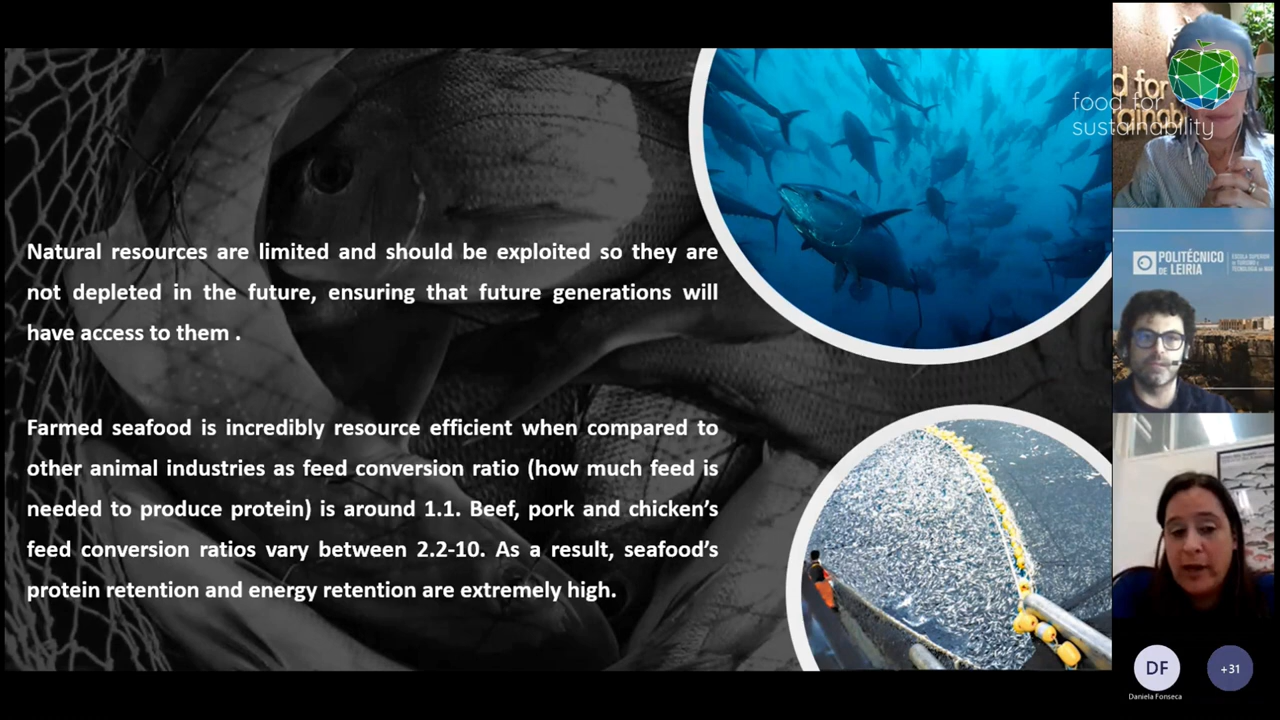 Natural resources are limited and should be exploited so they are
not depleted in the future, ensuring that future generations will
have access to them .
Farmed seafood is incredibly resource efficient when compared to
other animal industries as feed conversion ratio (how much feed is
needed to produce protein) is around 1.1. Beef, pork and chicken's
feed conversion ratios vary between 2.2-10. As a result, seafood's
protein retention and energy retention are extremely high.
d for
food for
sustainability
POLITÉCNICO
DE LEIRIA
DF
Daniela Fonseca
+31